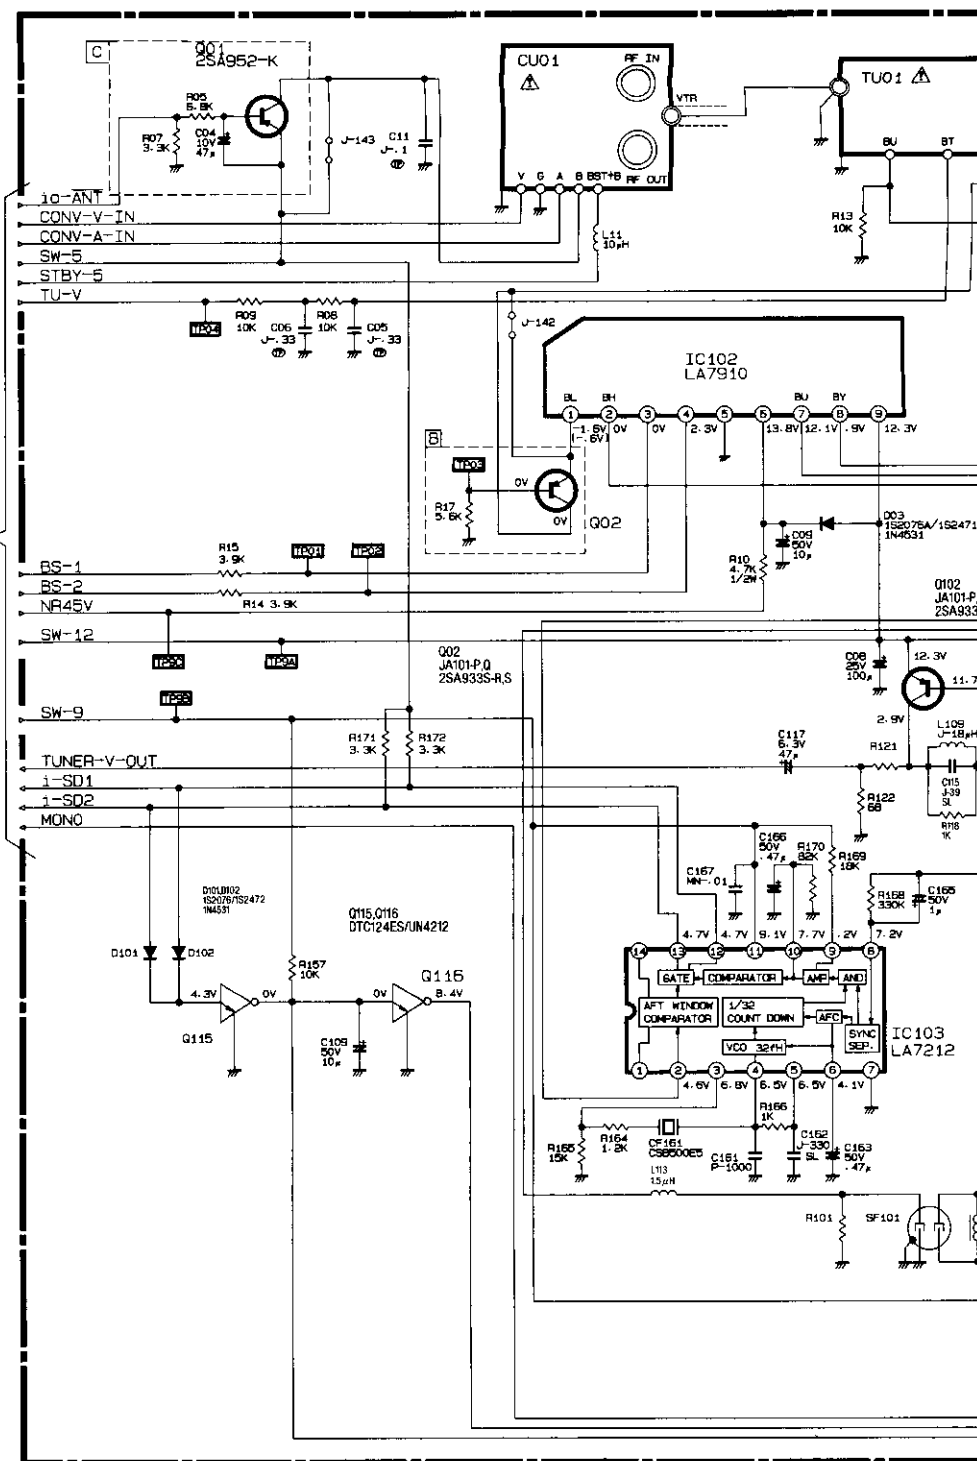 C
Q01
2SA952-K
R05
6.8K
R07
3.3K
C04
10V
47µ
J-143
C11
J-.1
TP
CU01
RF IN
RF OUT
VTR
V G A B BST+B
L11
10µH
TU01
BU
BT
R13
10K
io-ANT
CONV-V-IN
CONV-A-IN
SW-5
STBY-5
TU-V
TP04
R09
10K
C06
J-.33
TP
R08
10K
C05
J-.33
TP
J-142
IC102
LA7910
BL BH BU BY
1 2 3 4 5 6 7 8 9
-1.6V
(-.6V)
0V
0V
2.3V
13.8V
12.1V
.9V
12.3V
B
TP03
R17
5.6K
0V
0V
Q02
D03
1S2076A/1S2471
1N4531
C09
50V
10µ
R10
4.7K
1/2W
BS-1
BS-2
NR45V
SW-12
SW-9
R15
3.9K
R14 3.9K
TP01
TP02
TP9C
TP9A
TP9B
Q02
JA101-P,Q
2SA933S-R,S
Q102
JA101-P
2SA933
C08
25V
100µ
12.3V
11.7
2.9V
R171
3.3K
R172
3.3K
TUNER-V-OUT
i-SD1
i-SD2
MONO
C117
6.3V
47µ
R121
R122
68
L109
J-18µH
C115
J-39
SL
R118
1K
D101,D102
1S2076/1S2472
1N4531
D101
D102
Q115,Q116
DTC124ES/UN4212
R157
10K
4.3V
0V
Q115
C109
50V
10µ
0V
Q116
8.4V
C167
MN-.01
C166
50V
.47µ
R170
82K
R169
18K
R168
330K
C165
50V
1µ
4.7V
4.7V
9.1V
7.7V
.2V
7.2V
14 13 12 11 10 9 8
GATE
COMPARATOR
AMP
AND
AFT WINDOW
COMPARATOR
1/32
COUNT DOWN
AFC
VCO 32fH
SYNC
SEP.
IC103
LA7212
1 2 3 4 5 6 7
4.6V
6.8V
6.5V
6.5V
4.1V
R165
15K
R164
1.2K
CF161
CSB500E5
C161
P-1000
R166
1K
C162
J-330
SL
C163
50V
.47µ
L113
15µH
R101
SF101